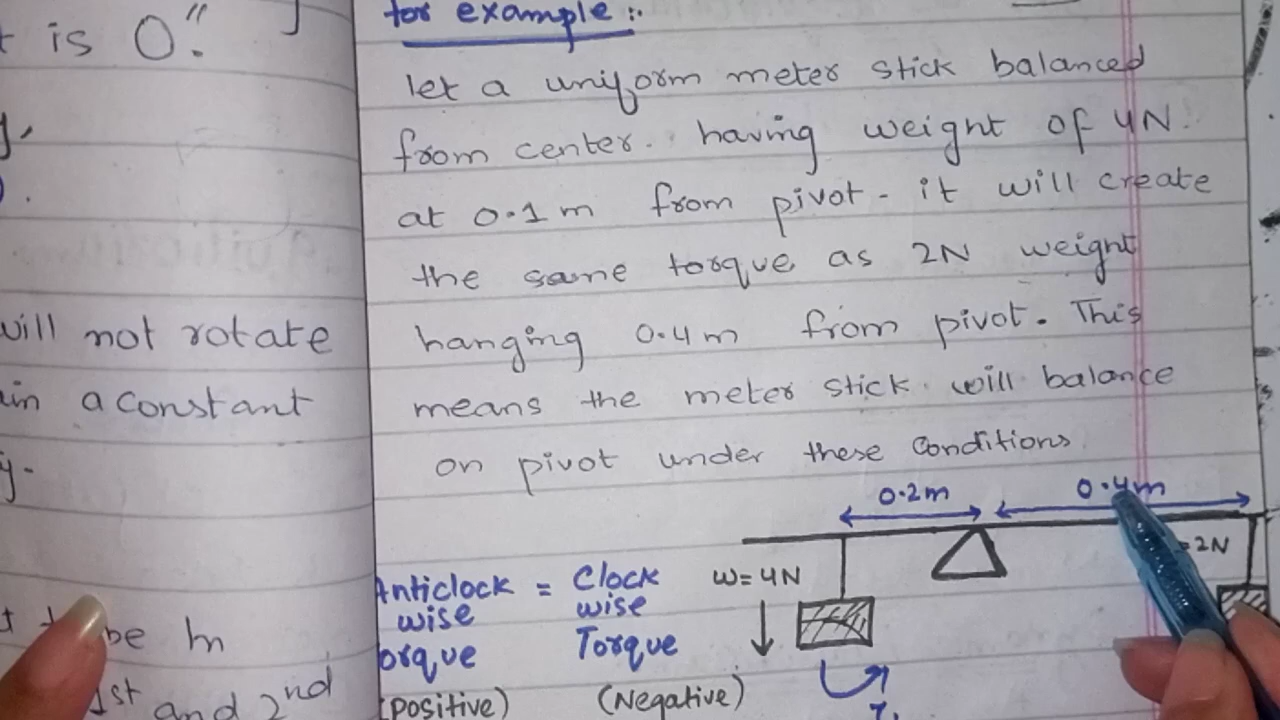 t is 0."
will not rotate
in a constant
y.
be In
1st and 2nd
for example :.
let a uniform meter stick balanced
from center. having weight of 4N.
at 0.1m from pivot. it will create
the same torque as 2N weight
hanging 0.4m from pivot. This
means the meter stick will balance
on pivot under these conditions
0.2m 0.4m
W=4N =2N
Anticlock = Clock
wise wise
orque Torque
(positive) (Negative)